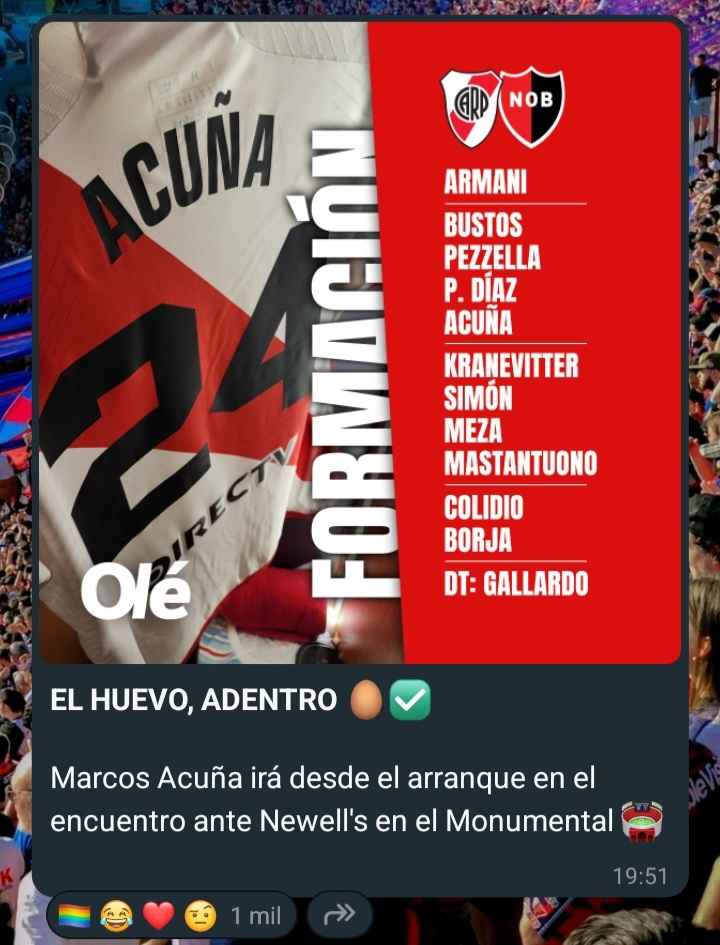 ACUÑA
24
DIRECTV
Olé
FORMACIÓN
CARP
NOB
ARMANI
BUSTOS
PEZZELLA
P. DÍAZ
ACUÑA
KRANEVITTER
SIMÓN
MEZA
MASTANTUONO
COLIDIO
BORJA
DT: GALLARDO
EL HUEVO, ADENTRO 🥚✅
Marcos Acuña irá desde el arranque en el
encuentro ante Newell's en el Monumental 🏟️
19:51
🏳️‍🌈 😂 ❤️ 🤨 1 mil